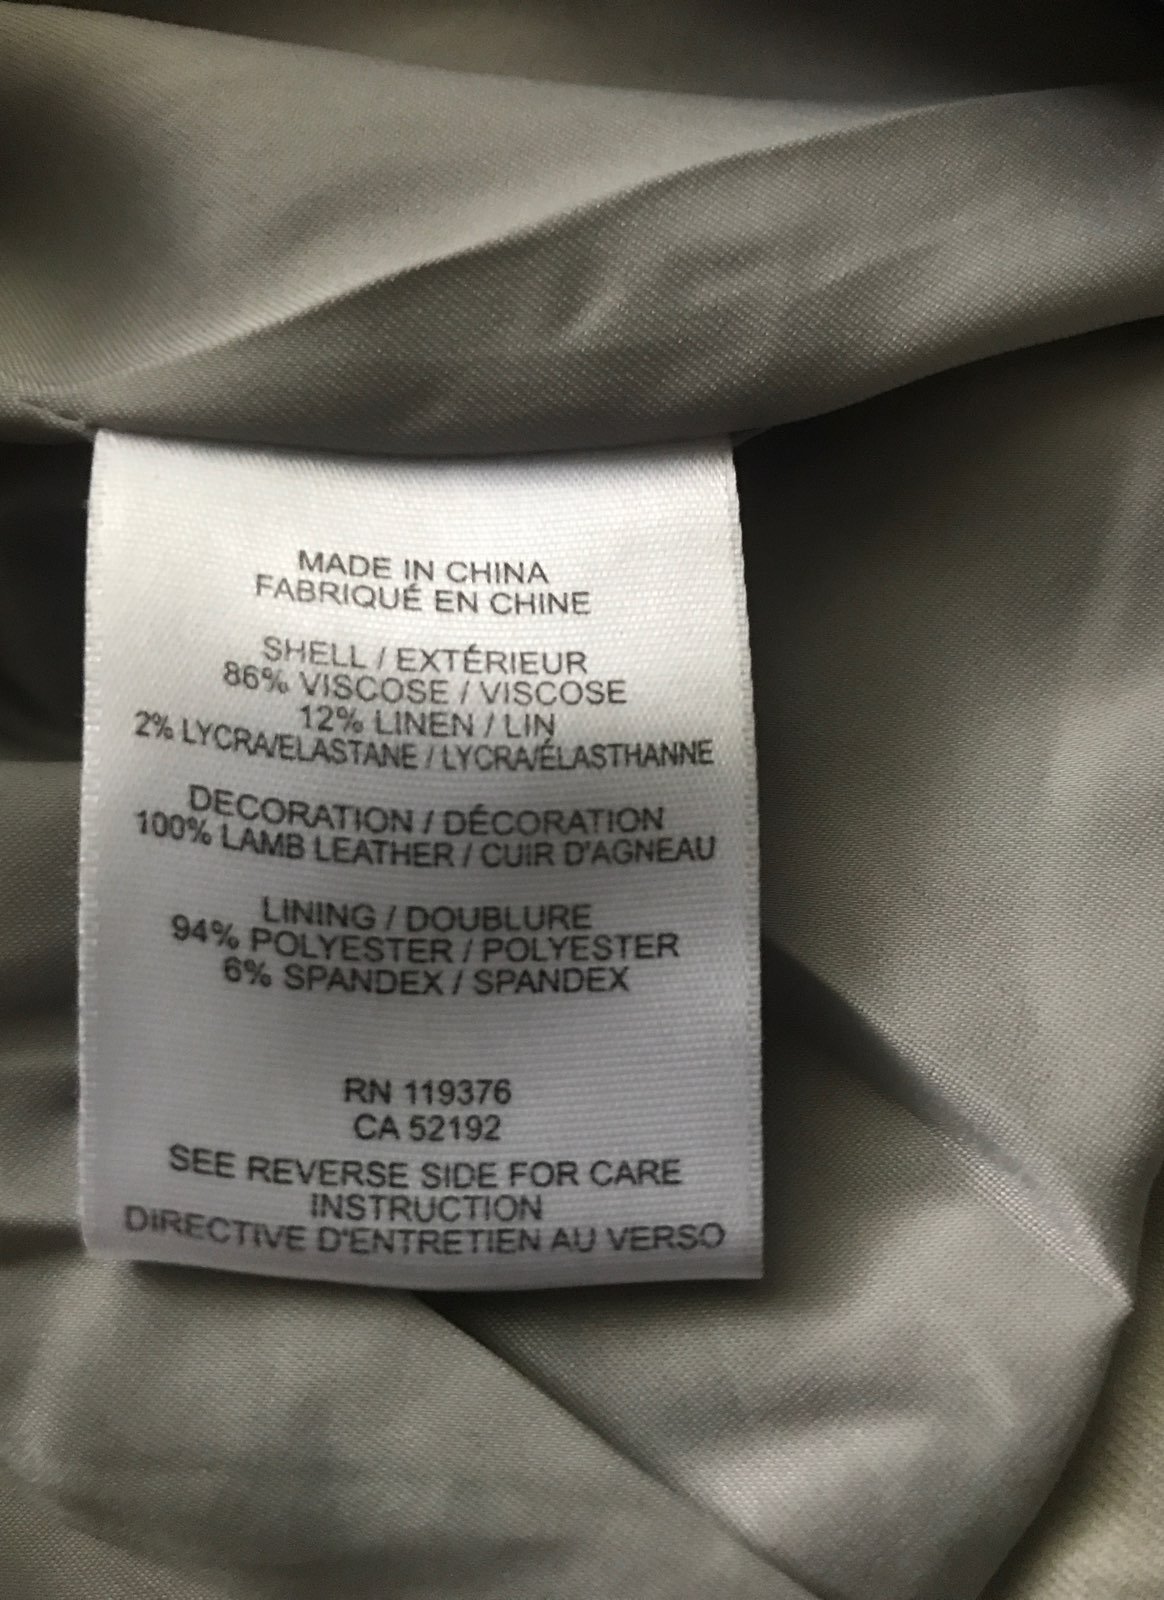 MADE IN CHINA
FABRIQUÉ EN CHINE
SHELL / EXTÉRIEUR
86% VISCOSE / VISCOSE
12% LINEN / LIN
2% LYCRA/ELASTANE / LYCRA/ÉLASTHANNE
DECORATION / DÉCORATION
100% LAMB LEATHER / CUIR D'AGNEAU
LINING / DOUBLURE
94% POLYESTER / POLYESTER
6% SPANDEX / SPANDEX
RN 119376
CA 52192
SEE REVERSE SIDE FOR CARE
INSTRUCTION
DIRECTIVE D'ENTRETIEN AU VERSO